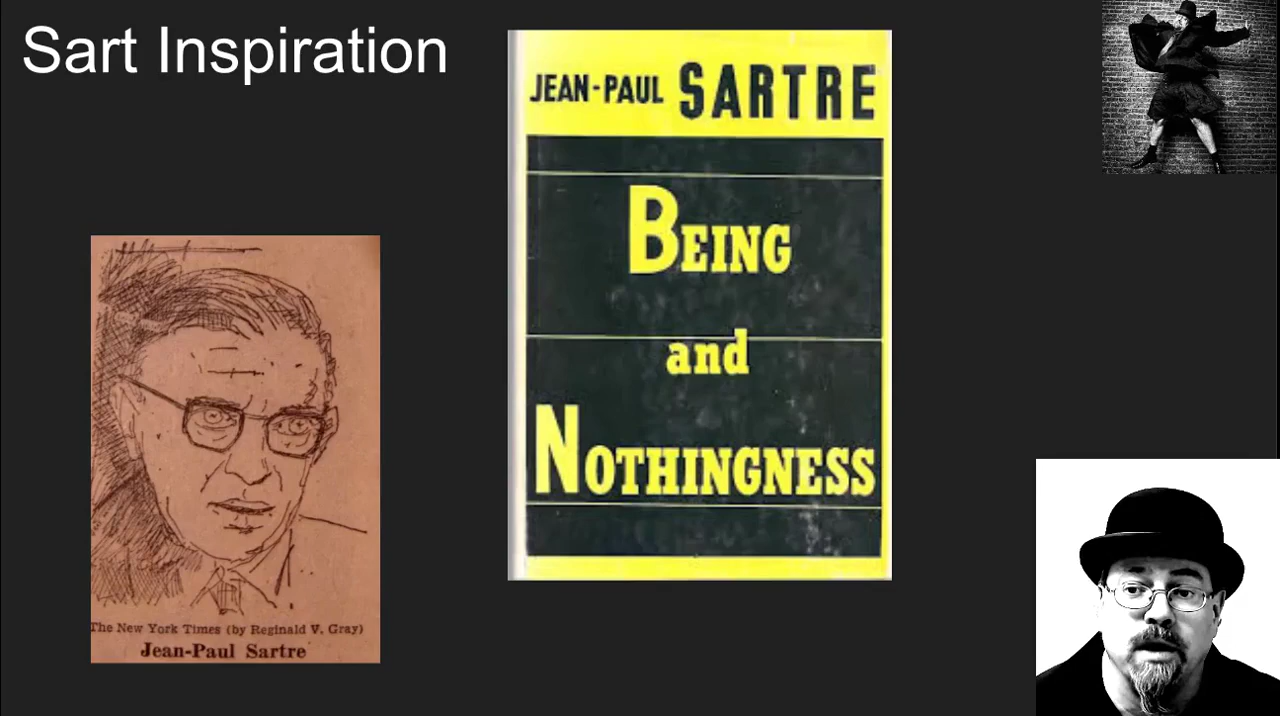 Sart Inspiration
JEAN-PAUL SARTRE
BEING
and
NOTHINGNESS
The New York Times (by Reginald V. Gray)
Jean-Paul Sartre